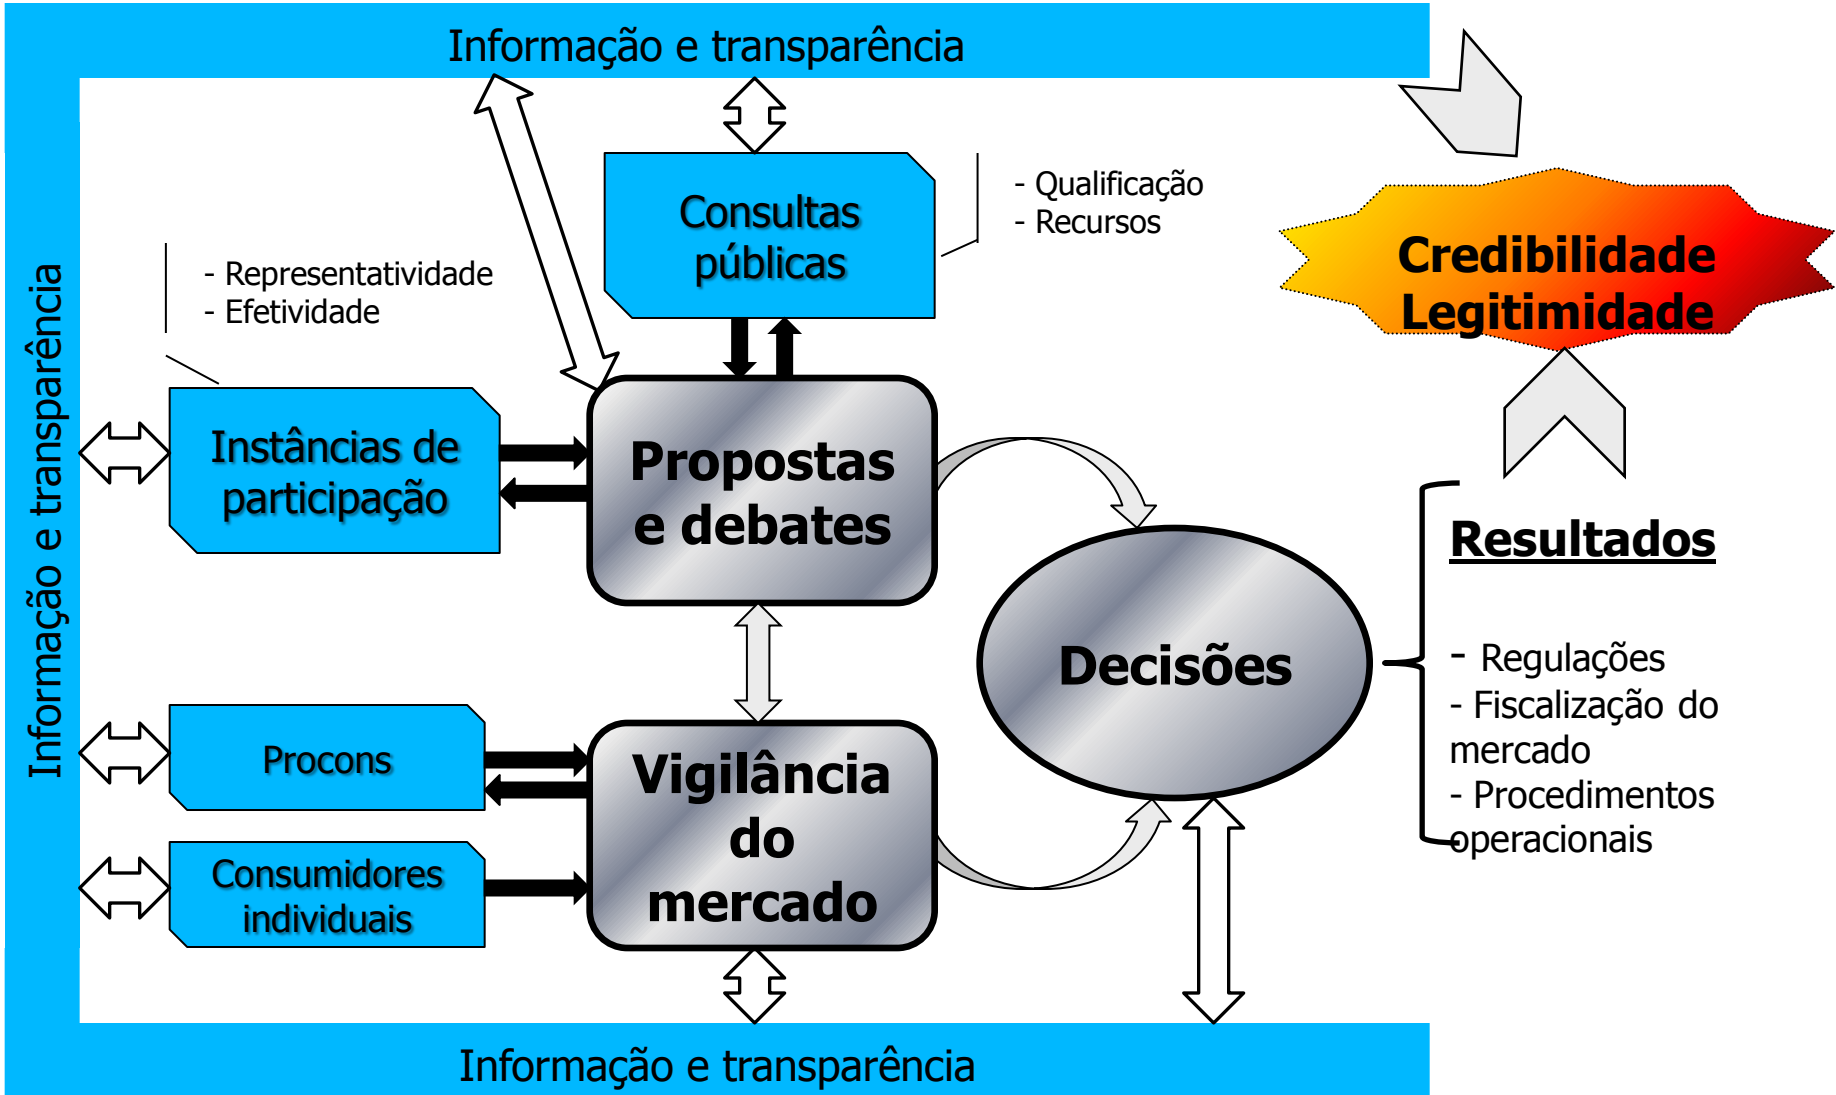 Informação e transparência
Consultas
públicas
- Qualificação
- Recursos
Credibilidade
Legitimidade
- Representatividade
- Efetividade
Informação e transparência
Instâncias de
participação
Propostas
e debates
Resultados
Decisões
- Regulações
- Fiscalização do
mercado
- Procedimentos
operacionais
Procons
Vigilância
do
mercado
Consumidores
individuais
Informação e transparência